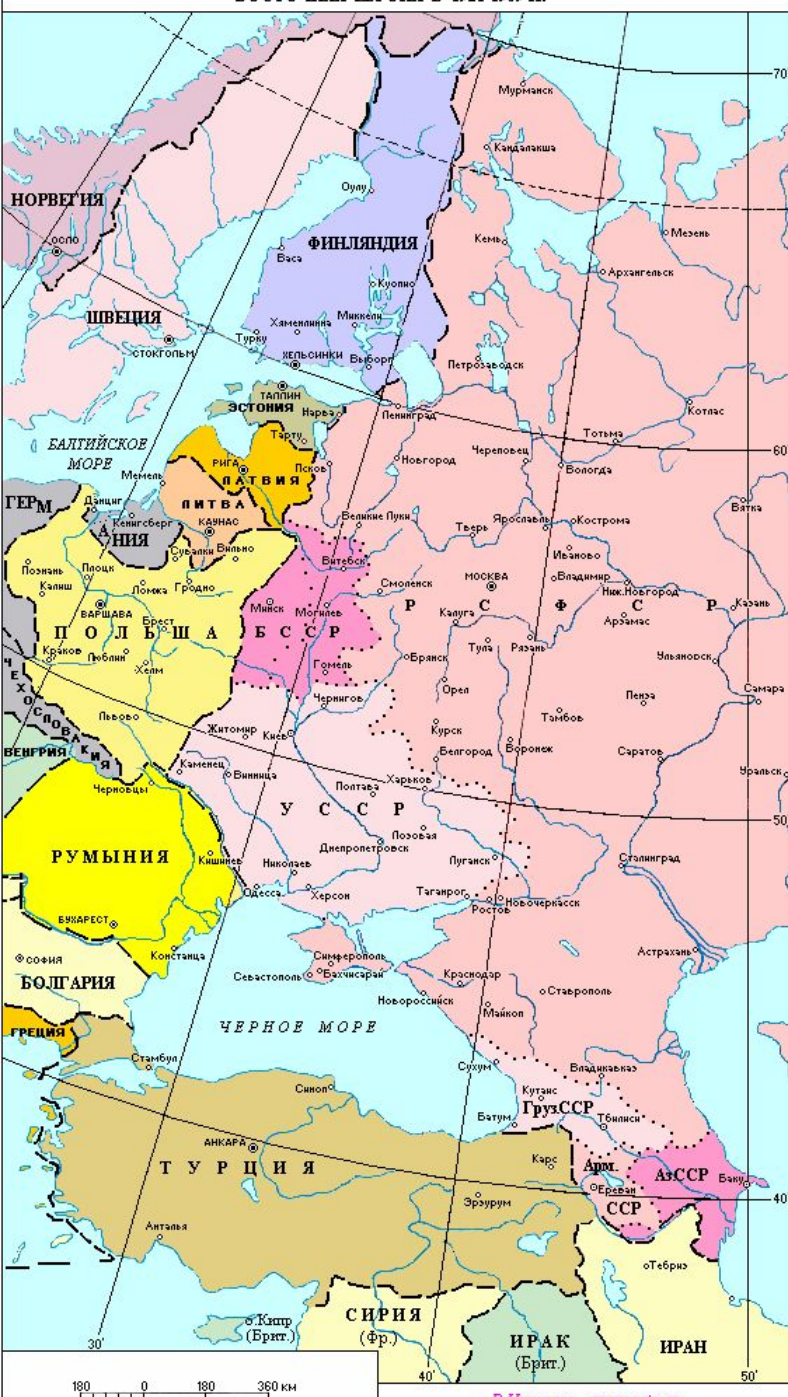 70°
Мурманск
Кандалакша
НОРВЕГИЯ
ОСЛО
Оулу
ФИНЛЯНДИЯ
Васа
Кемь
Мезень
Архангельск
Куопио
ШВЕЦИЯ
СТОКГОЛЬМ
Турку
Хяменлинна
Миккели
ХЕЛЬСИНКИ
Выборг
Петрозаводск
ТАЛЛИН
ЭСТОНИЯ
Нарва
Ленинград
Котлас
Тарту
Тотьма
60°
БАЛТИЙСКОЕ
МОРЕ
РИГА
ЛАТВИЯ
Псков
Новгород
Череповец
Вологда
Мемель
ГЕРМ
АНИЯ
Данциг
Кенигсберг
ЛИТВА
КАУНАС
Великие Луки
Тверь
Ярославль
Кострома
Вятка
Иваново
Сувалки
Вильно
Витебск
Познань
Плоцк
Калиш
Ломжа
Гродно
Смоленск
МОСКВА
Владимир
Ниж.Новгород
Казань
Минск
Могилев
Р С Ф С Р
ВАРШАВА
Брест
Калуга
Арзамас
ПОЛЬША
БССР
Тула
Рязань
Краков
Люблин
Хелм
Гомель
Брянск
Ульяновск
Самара
ЧЕХОСЛОВАКИЯ
Чернигов
Орел
Пенза
Львово
Тамбов
Житомир
Киев
Курск
ВЕНГРИЯ
Белгород
Воронеж
Саратов
Каменец
Винница
Уральск
Черновцы
Харьков
Полтава
У С С Р
50°
Лозовая
Днепропетровск
РУМЫНИЯ
Кишинев
Николаев
Луганск
Сталинград
Одесса
Херсон
Таганрог
Новочеркасск
Ростов
БУХАРЕСТ
Констанца
СОФИЯ
БОЛГАРИЯ
Симферополь
Севастополь
Бахчисарай
Астрахань
Краснодар
Новороссийск
Ставрополь
Майкоп
ГРЕЦИЯ
ЧЕРНОЕ МОРЕ
Стамбул
Сухум
Владикавказ
Синоп
Кутаис
ГрузССР
Батум
Тбилиси
АНКАРА
ТУРЦИЯ
Карс
Арм.
ССР
Ереван
АзССР
Баку
40°
Эрзурум
Анталья
Тебриз
Кипр
(Брит.)
СИРИЯ
(Фр.)
ИРАК
(Брит.)
ИРАН
30°
40°
50°
180 0 180 360 км